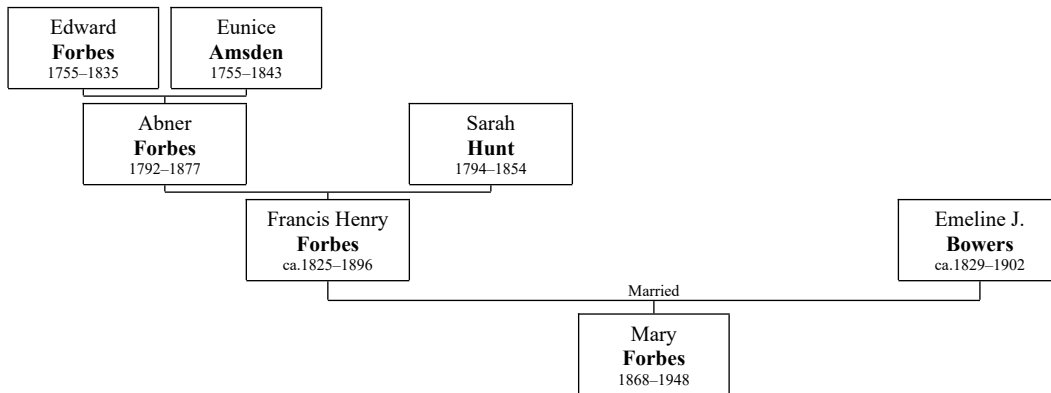 Edward
Forbes
1755–1835
Eunice
Amsden
1755–1843
Abner
Forbes
1792–1877
Sarah
Hunt
1794–1854
Francis Henry
Forbes
ca.1825–1896
Emeline J.
Bowers
ca.1829–1902
Married
Mary
Forbes
1868–1948